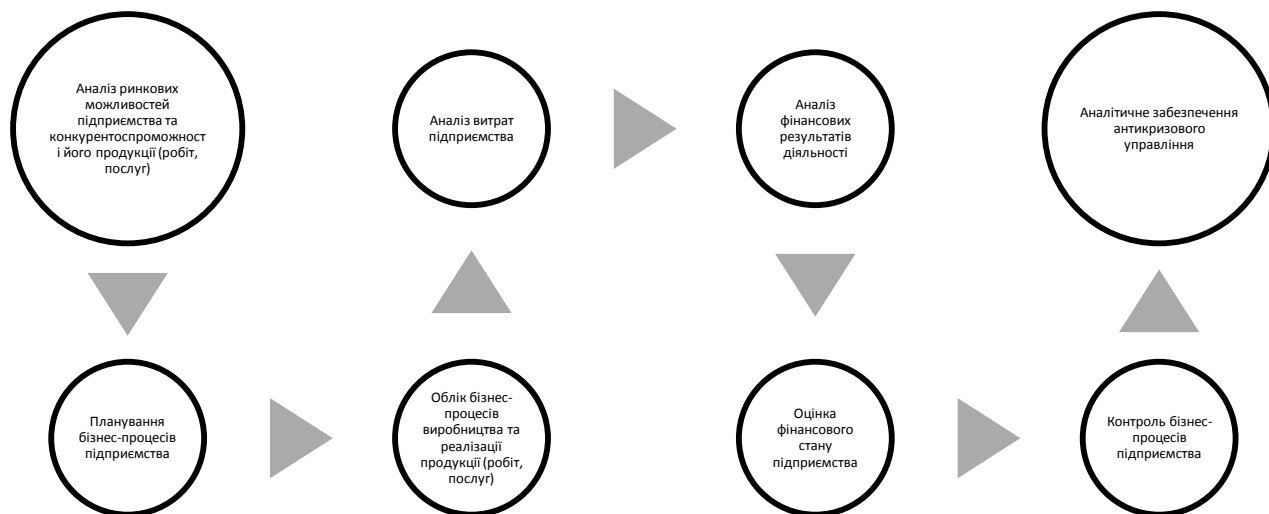 Аналіз ринкових
можливостей
підприємства та
конкурентоспроможност
і його продукції (робіт,
послуг)
Планування
бізнес-процесів
підприємства
Облік бізнес-
процесів
виробництва та
реалізації
продукції (робіт,
послуг)
Аналіз витрат
підприємства
Аналіз
фінансових
результатів
діяльності
Оцінка
фінансового
стану
підприємства
Контроль бізнес-
процесів
підприємства
Аналітичне забезпечення
антикризового
управління